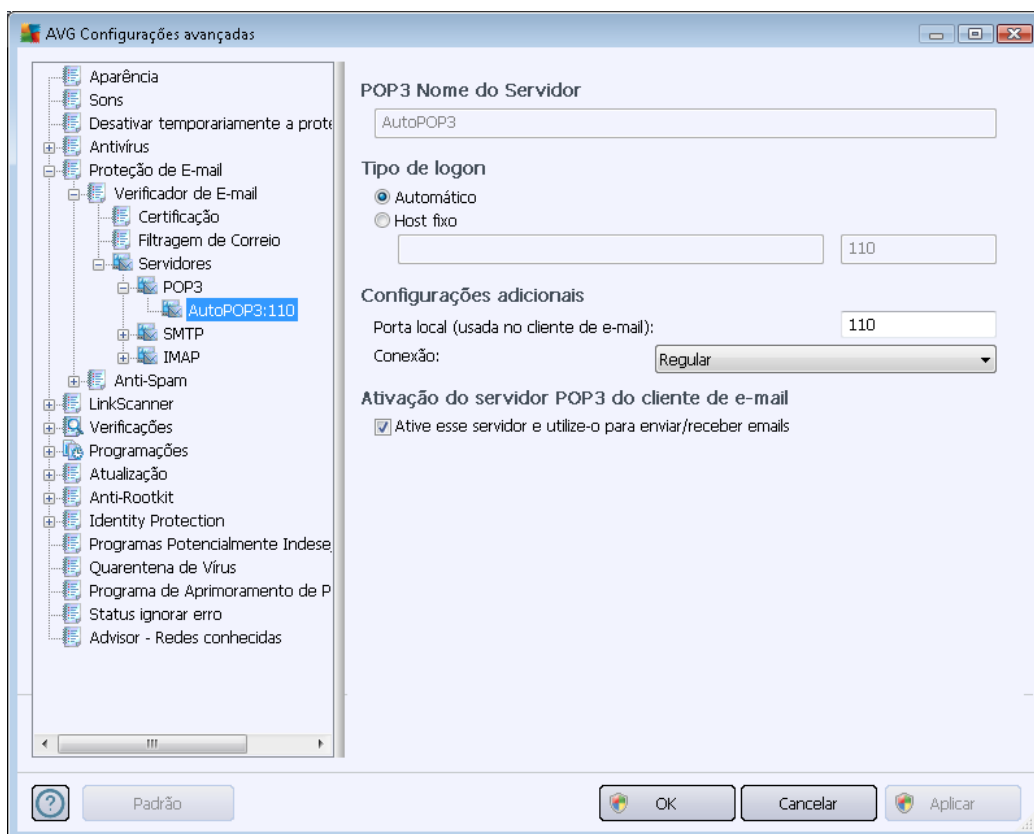 AVG Configurações avançadas
Aparência
Sons
Desativar temporariamente a prote
Antivírus
Proteção de E-mail
Verificador de E-mail
Certificação
Filtragem de Correio
Servidores
POP3
AutoPOP3:110
SMTP
IMAP
Anti-Spam
LinkScanner
Verificações
Programações
Atualização
Anti-Rootkit
Identity Protection
Programas Potencialmente Indese
Quarentena de Vírus
Programa de Aprimoramento de P
Status ignorar erro
Advisor - Redes conhecidas
POP3 Nome do Servidor
AutoPOP3
Tipo de logon
Automático
Host fixo
110
Configurações adicionais
Porta local (usada no cliente de e-mail): 110
Conexão: Regular
Ativação do servidor POP3 do cliente de e-mail
Ative esse servidor e utilize-o para enviar/receber emails
Padrão OK Cancelar Aplicar